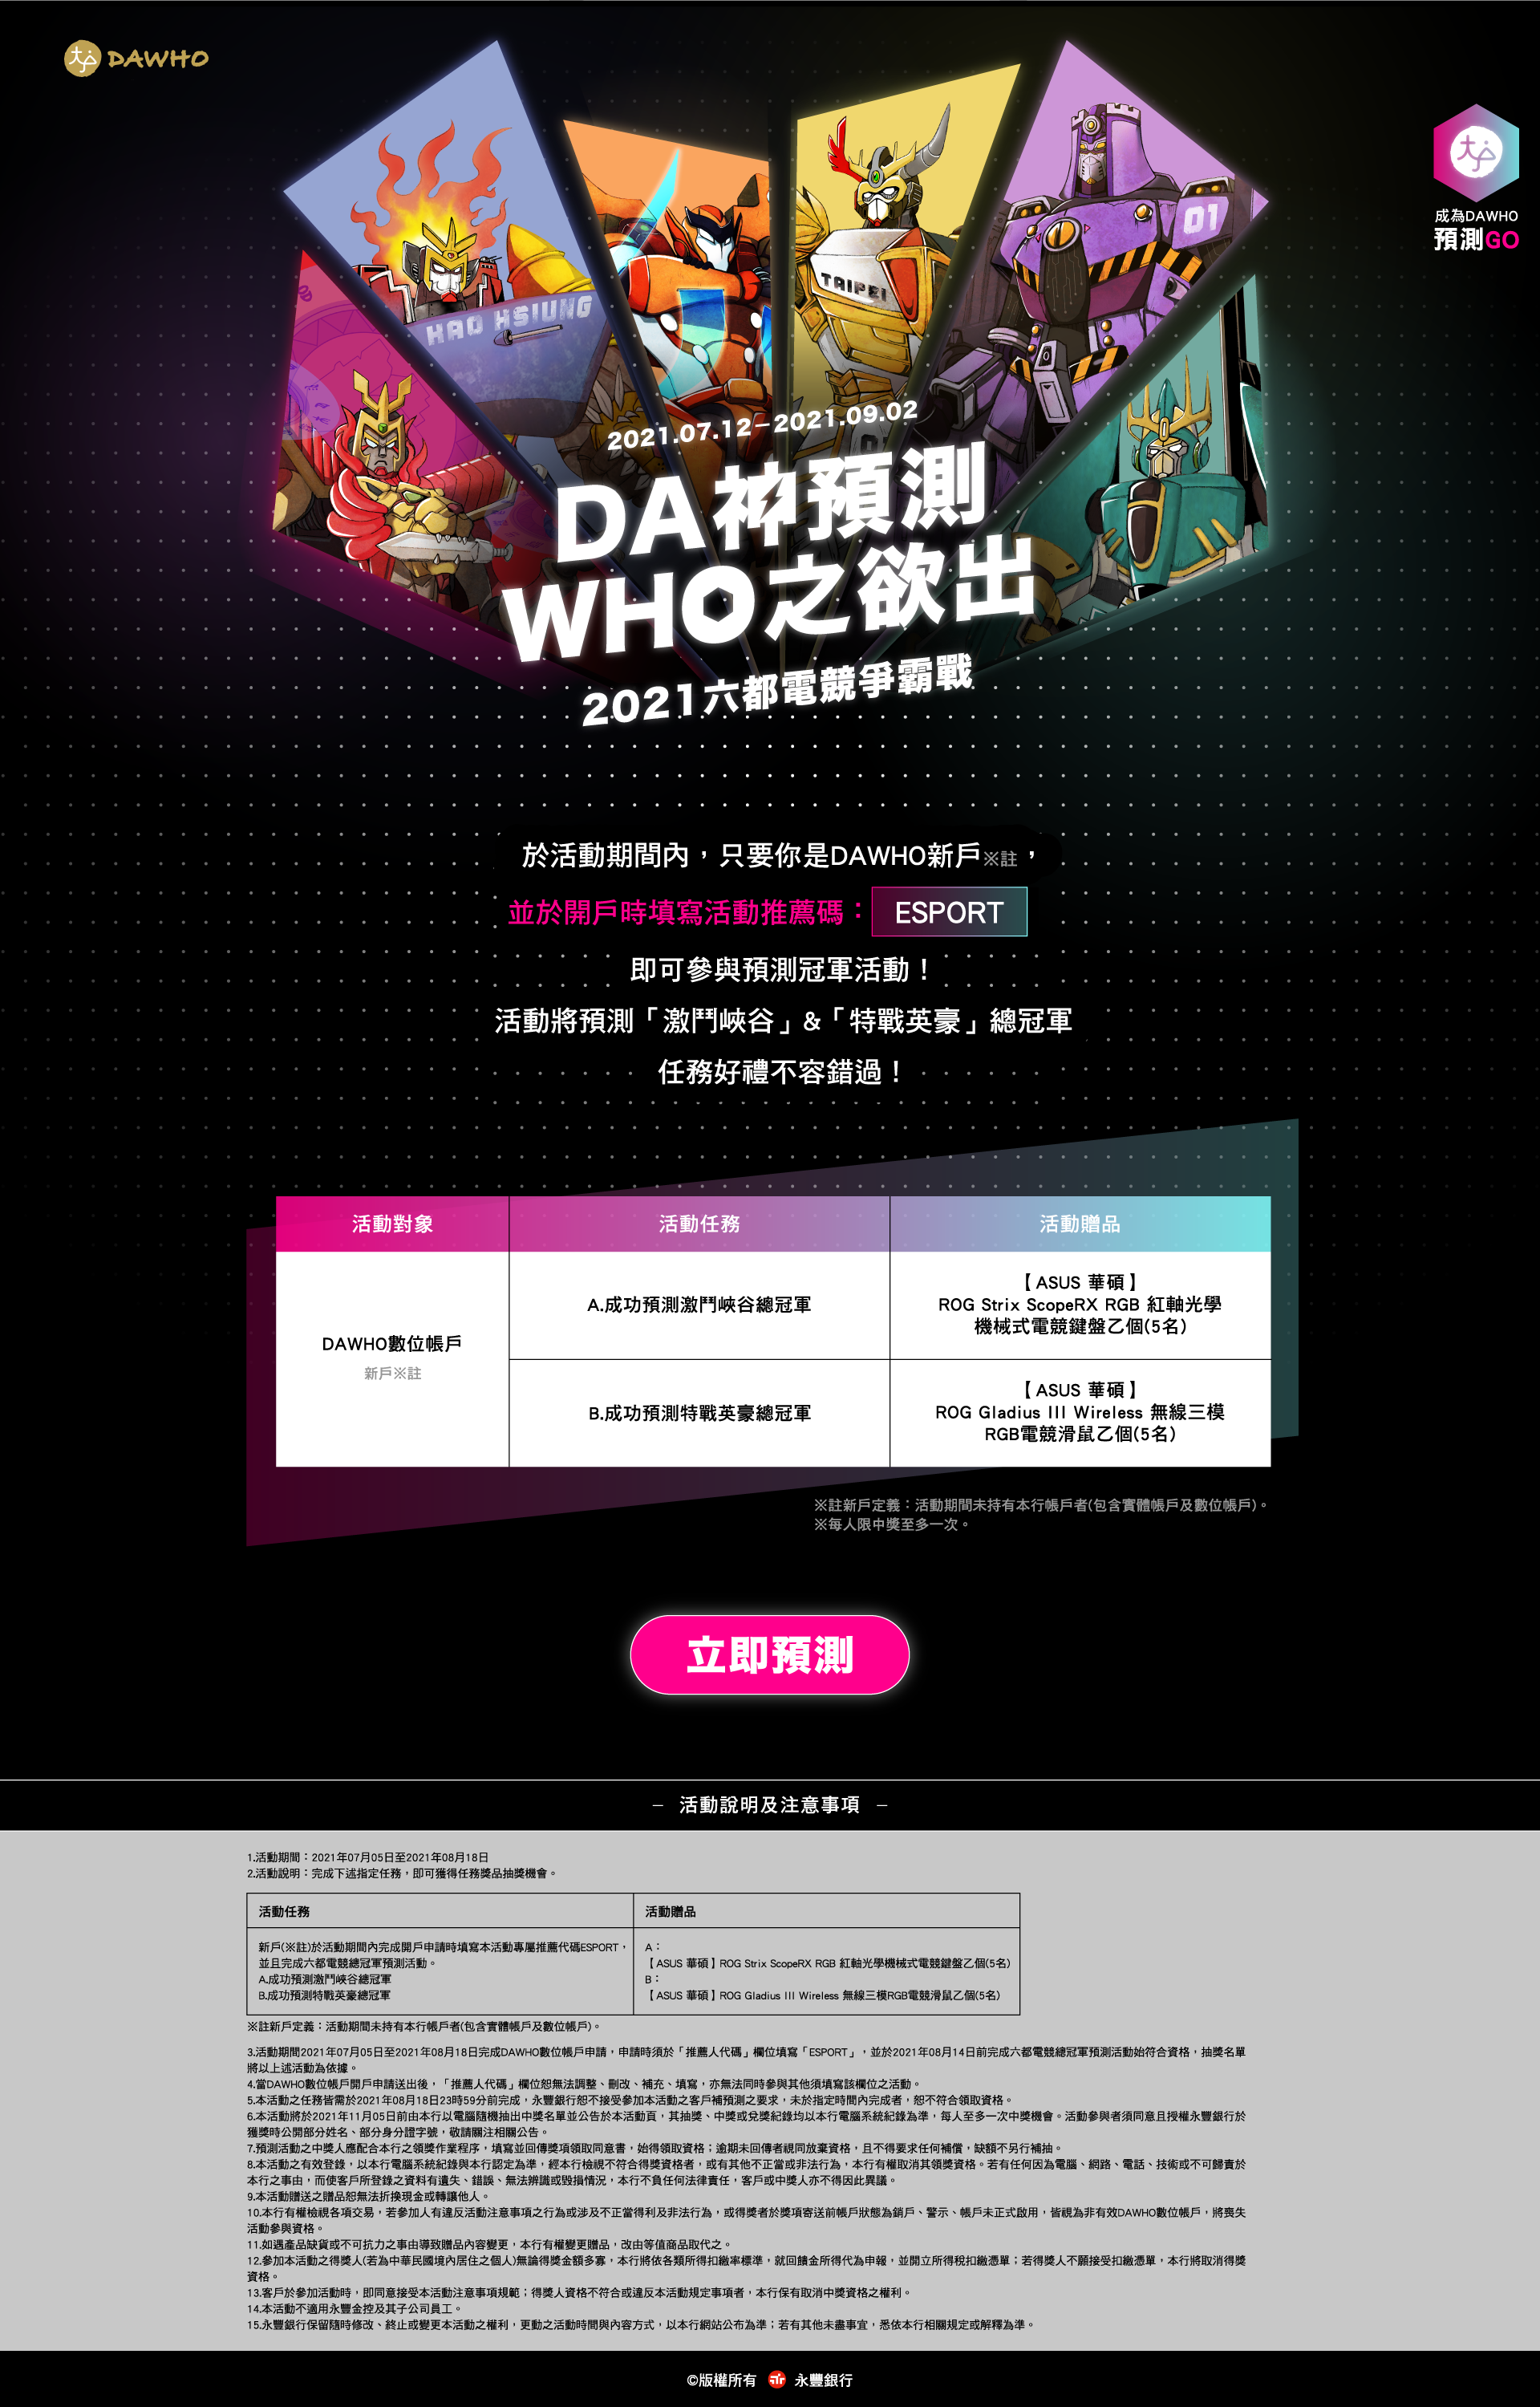 大戶 DAWHO
HAO HSIUNG
TAIPEI
01
大戶
成為DAWHO
預測GO
2021.07.12－2021.09.02
DA神預測
WHO之欲出
2021六都電競爭霸戰
於活動期間內，只要你是DAWHO新戶※註，
並於開戶時填寫活動推薦碼：ESPORT
即可參與預測冠軍活動！
活動將預測「激鬥峽谷」&「特戰英豪」總冠軍
任務好禮不容錯過！
活動對象 活動任務 活動贈品
DAWHO數位帳戶
新戶※註
A.成功預測激鬥峽谷總冠軍
【ASUS 華碩】
ROG Strix ScopeRX RGB 紅軸光學
機械式電競鍵盤乙個(5名)
B.成功預測特戰英豪總冠軍
【ASUS 華碩】
ROG Gladius III Wireless 無線三模
RGB電競滑鼠乙個(5名)
※註新戶定義：活動期間未持有本行帳戶者(包含實體帳戶及數位帳戶)。
※每人限中獎至多一次。
立即預測
— 活動說明及注意事項 —
1.活動期間：2021年07月05日至2021年08月18日
2.活動說明：完成下述指定任務，即可獲得任務獎品抽獎機會。
活動任務 活動贈品
新戶(※註)於活動期間內完成開戶申請時填寫本活動專屬推薦代碼ESPORT，
並且完成六都電競總冠軍預測活動。
A.成功預測激鬥峽谷總冠軍
B.成功預測特戰英豪總冠軍
A：
【ASUS 華碩】ROG Strix ScopeRX RGB 紅軸光學機械式電競鍵盤乙個(5名)
B：
【ASUS 華碩】ROG Gladius III Wireless 無線三模RGB電競滑鼠乙個(5名)
※註新戶定義：活動期間未持有本行帳戶者(包含實體帳戶及數位帳戶)。
3.活動期間2021年07月05日至2021年08月18日完成DAWHO數位帳戶申請，申請時須於「推薦人代碼」欄位填寫「ESPORT」，並於2021年08月14日前完成六都電競總冠軍預測活動始符合資格，抽獎名單
將以上述活動為依據。
4.當DAWHO數位帳戶開戶申請送出後，「推薦人代碼」欄位恕無法調整、刪改、補充、填寫，亦無法同時參與其他須填寫該欄位之活動。
5.本活動之任務皆需於2021年08月18日23時59分前完成，永豐銀行恕不接受參加本活動之客戶補預測之要求，未於指定時間內完成者，恕不符合領取資格。
6.本活動將於2021年11月05日前由本行以電腦隨機抽出中獎名單並公告於本活動頁，其抽獎、中獎或兌獎紀錄均以本行電腦系統紀錄為準，每人至多一次中獎機會。活動參與者須同意且授權永豐銀行於
獲獎時公開部分姓名、部分身分證字號，敬請關注相關公告。
7.預測活動之中獎人應配合本行之領獎作業程序，填寫並回傳獎項領取同意書，始得領取資格；逾期未回傳者視同放棄資格，且不得要求任何補償，缺額不另行補抽。
8.本活動之有效登錄，以本行電腦系統紀錄與本行認定為準，經本行檢視不符合得獎資格者，或有其他不正當或非法行為，本行有權取消其領獎資格。若有任何因為電腦、網路、電話、技術或不可歸責於
本行之事由，而使客戶所登錄之資料有遺失、錯誤、無法辨識或毀損情況，本行不負任何法律責任，客戶或中獎人亦不得因此異議。
9.本活動贈送之贈品恕無法折換現金或轉讓他人。
10.本行有權檢視各項交易，若參加人有違反活動注意事項之行為或涉及不正當得利及非法行為，或得獎者於獎項寄送前帳戶狀態為銷戶、警示、帳戶未正式啟用，皆視為非有效DAWHO數位帳戶，將喪失
活動參與資格。
11.如遇產品缺貨或不可抗力之事由導致贈品內容變更，本行有權變更贈品，改由等值商品取代之。
12.參加本活動之得獎人(若為中華民國境內居住之個人)無論得獎金額多寡，本行將依各類所得扣繳率標準，就回饋金所得代為申報，並開立所得稅扣繳憑單；若得獎人不願接受扣繳憑單，本行將取消得獎
資格。
13.客戶於參加活動時，即同意接受本活動注意事項規範；得獎人資格不符合或違反本活動規定事項者，本行保有取消中獎資格之權利。
14.本活動不適用永豐金控及其子公司員工。
15.永豐銀行保留隨時修改、終止或變更本活動之權利，更動之活動時間與內容方式，以本行網站公布為準；若有其他未盡事宜，悉依本行相關規定或解釋為準。
©版權所有 永豐銀行